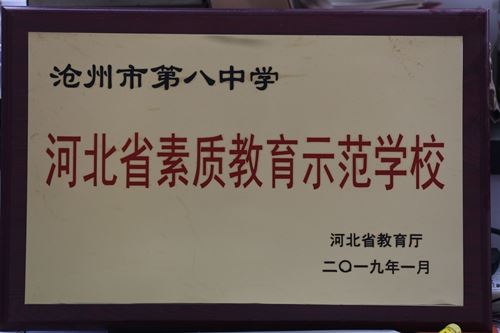 沧州市第八中学
河北省素质教育示范学校
河北省教育厅
二〇一九年一月